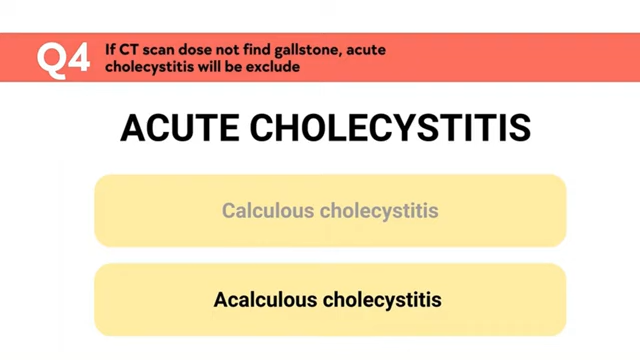 Q4
If CT scan dose not find gallstone, acute
cholecystitis will be exclude
ACUTE CHOLECYSTITIS
Calculous cholecystitis
Acalculous cholecystitis